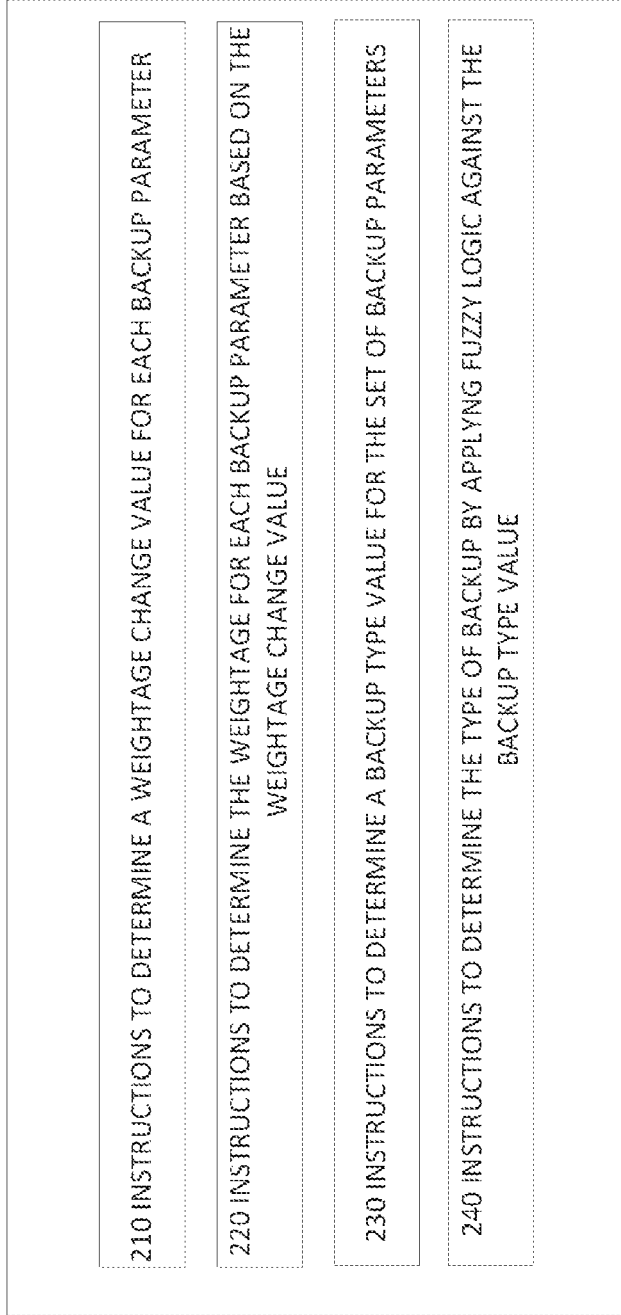 210 INSTRUCTIONS TO DETERMINE A WEIGHTAGE CHANGE VALUE FOR EACH BACKUP PARAMETER
220 INSTRUCTIONS TO DETERMINE THE WEIGHTAGE FOR EACH BACKUP PARAMETER BASED ON THE
WEIGHTAGE CHANGE VALUE
230 INSTRUCTIONS TO DETERMINE A BACKUP TYPE VALUE FOR THE SET OF BACKUP PARAMETERS
240 INSTRUCTIONS TO DETERMINE THE TYPE OF BACKUP BY APPLYNG FUZZY LOGIC AGAINST THE
BACKUP TYPE VALUE